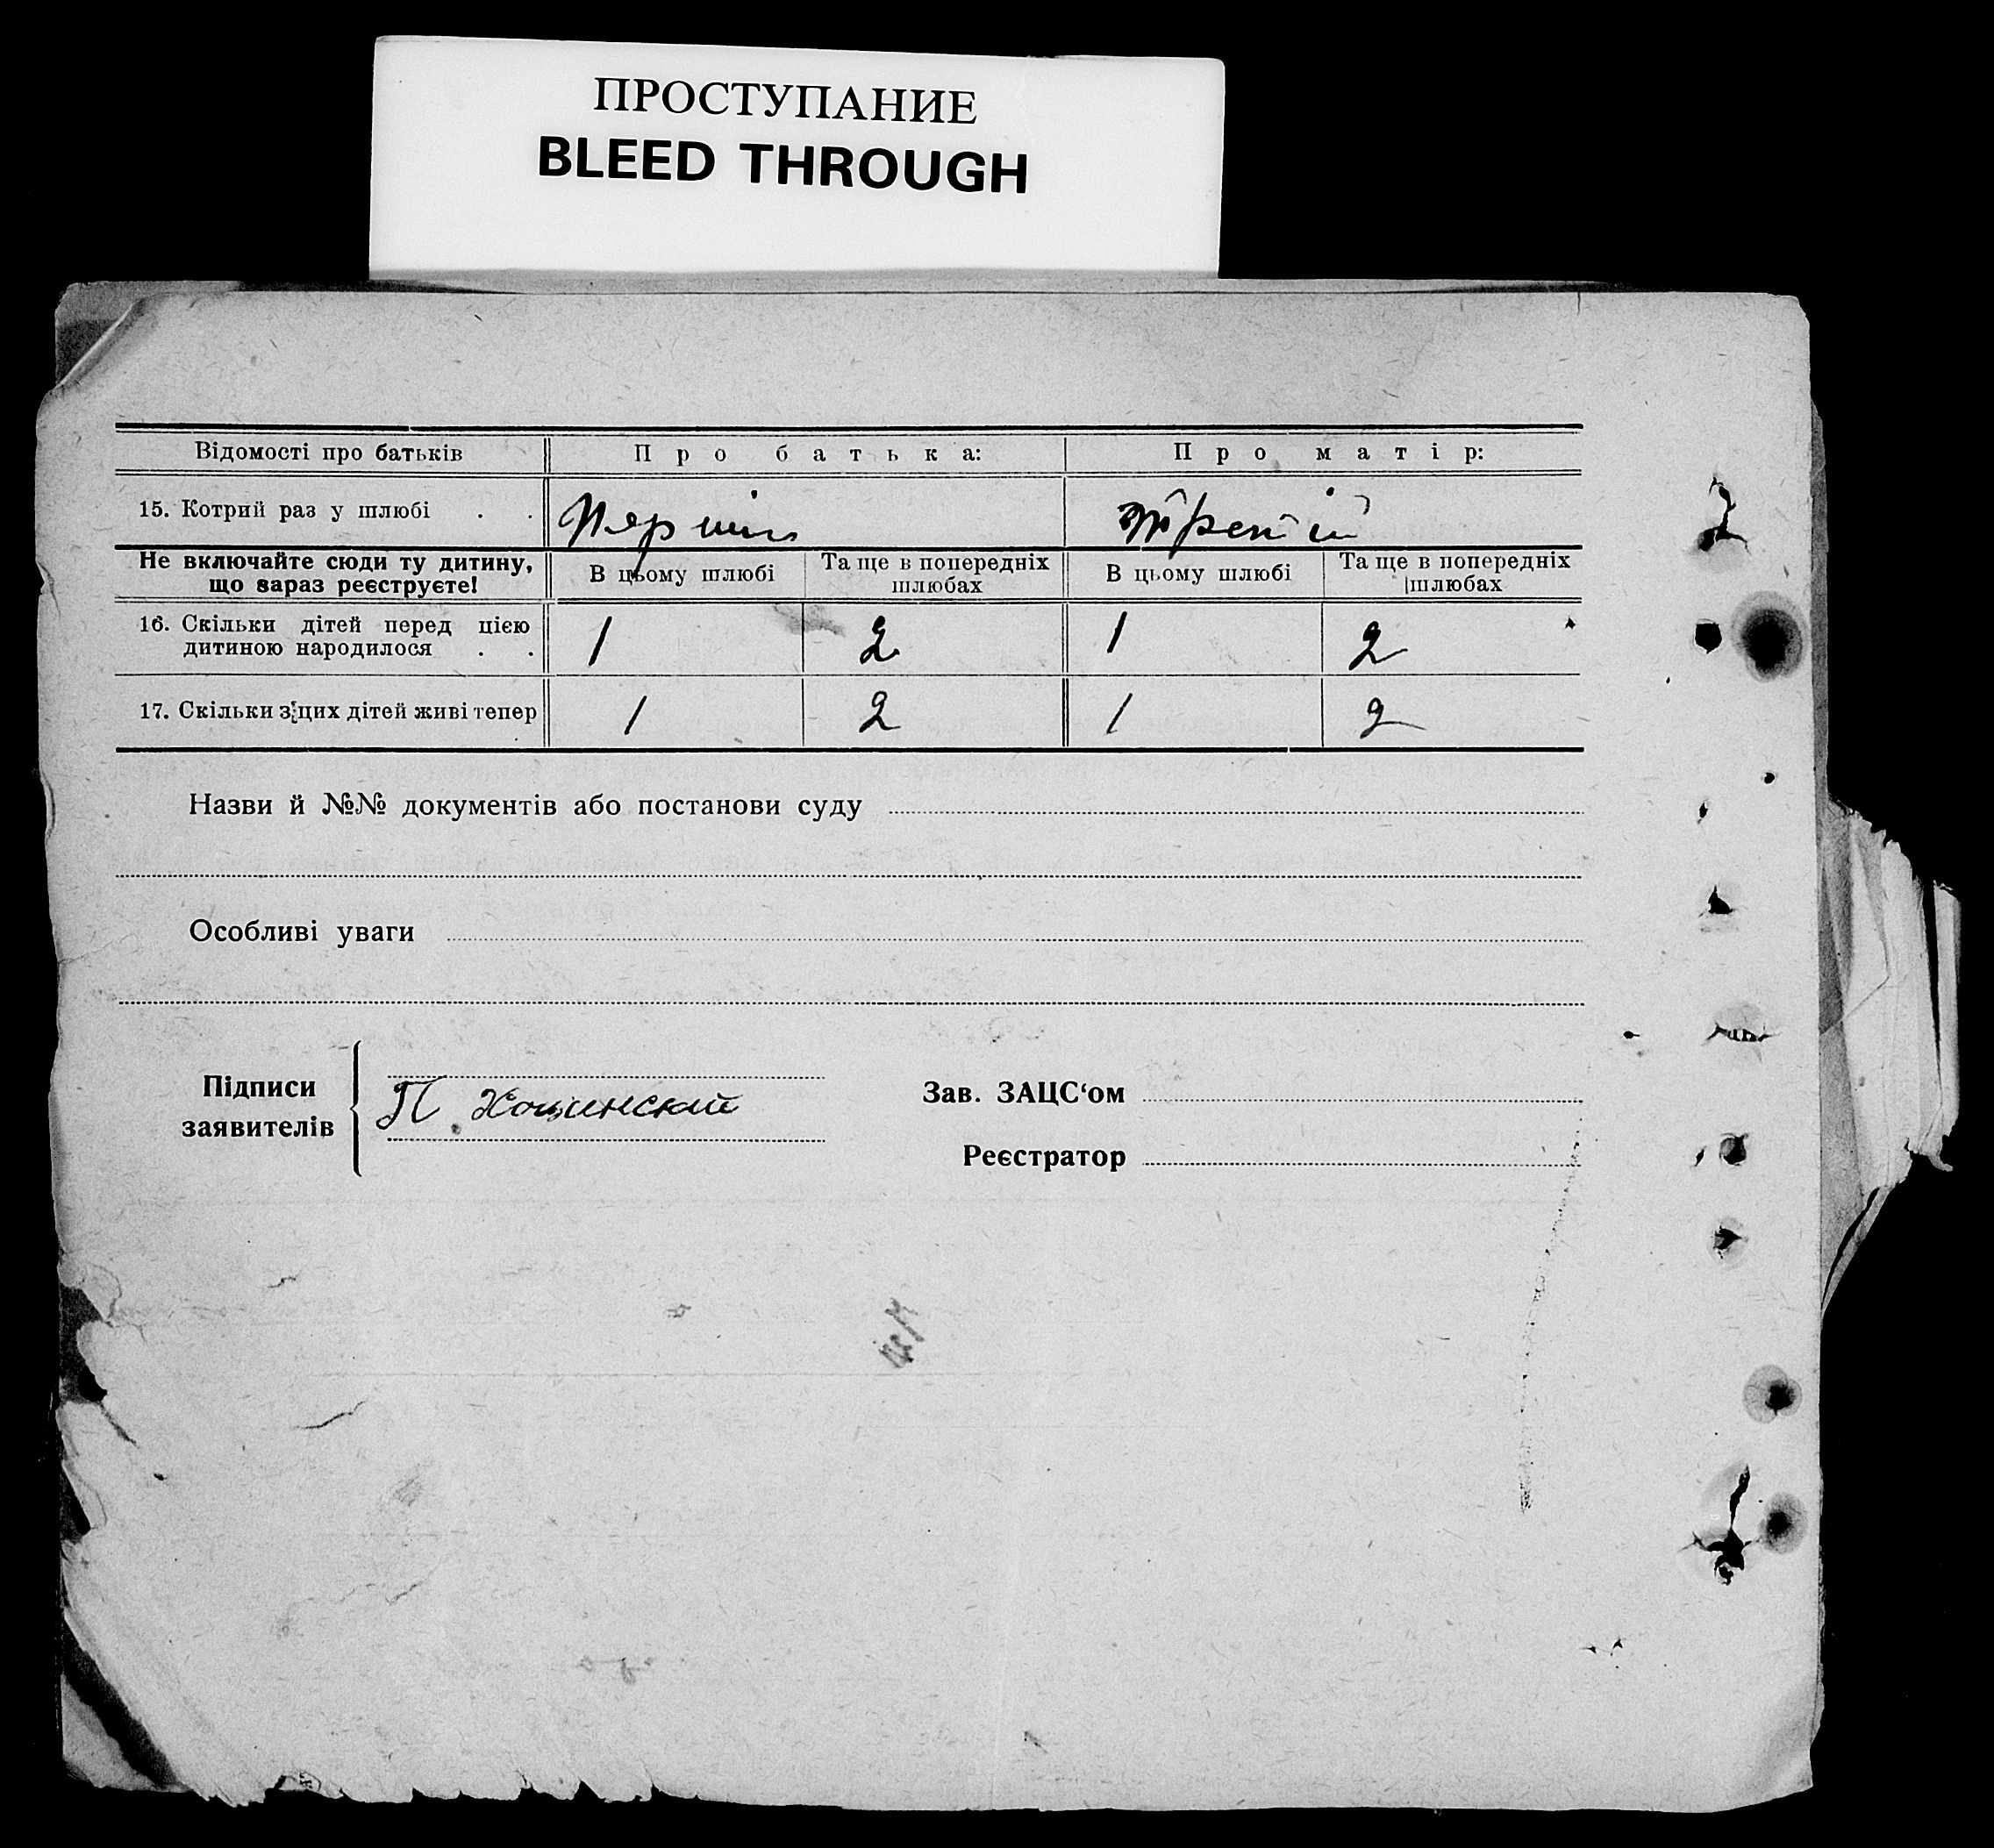 ПРОСТУПАНИЕ
BLEED THROUGH
Відомості про батьків Про батька: Про матір:
15. Котрий раз у шлюбі . . Перший Третій
Не включайте сюди ту дитину, що зараз реєструєте! В цьому шлюбі Та ще в попередніх шлюбах В цьому шлюбі Та ще в попередніх шлюбах
16. Скільки дітей перед цією дитиною народилося . . 1 2 1 2
17. Скільки з цих дітей живі тепер 1 2 1 2
Назви й №№ документів або постанови суду
Особливі уваги
Підписи заявителів П.
Зав. ЗАЦС‘ом
Реєстратор